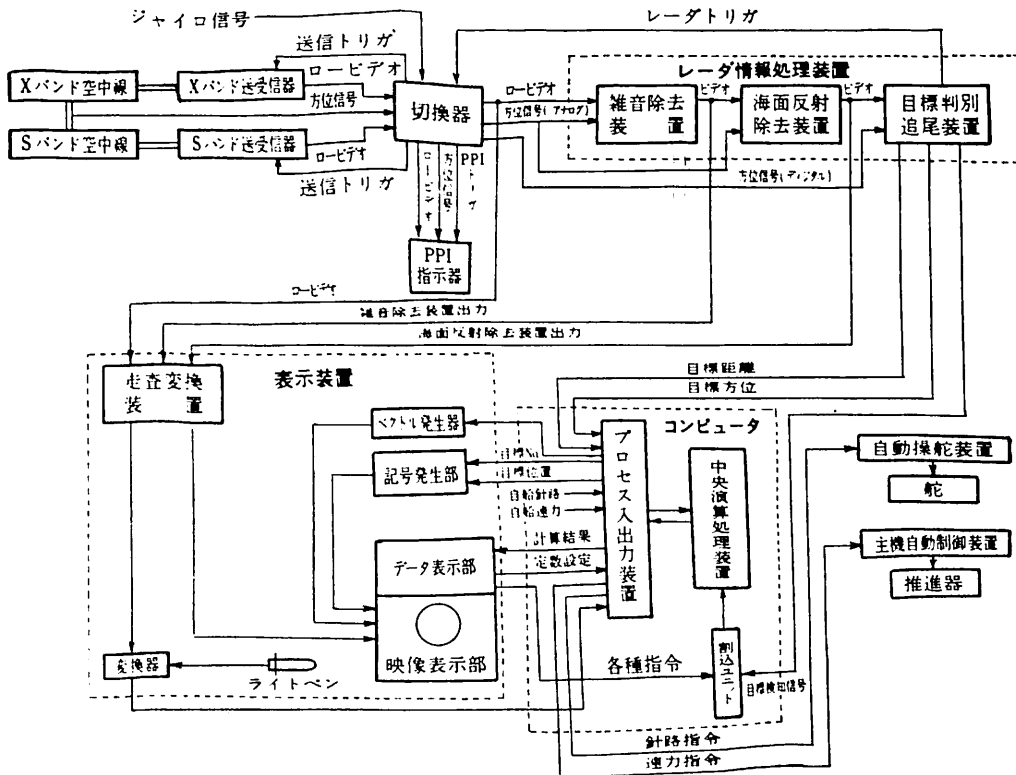 ジャイロ信号
レーダトリガ
送信トリガ
Xバンド空中線
Xバンド送受信器
ロービデオ
方位信号
Sバンド空中線
Sバンド送受信器
ロービデオ
送信トリガ
切換器
ロービデオ
方位信号(アナログ)
レーダ情報処理装置
雑音除去
装置
ビデオ
海面反射
除去装置
ビデオ
目標判別
追尾装置
方位信号(ディジタル)
ロービデオ
方位信号
PPIトリガ
PPI
指示器
ロービデオ
雑音除去装置出力
海面反射除去装置出力
走査変換
装置
表示装置
目標距離
目標方位
ベクトル発生器
記号発生部
目標No.
目標位置
自船針路
自船速力
計算結果
定数設定
データ表示部
映像表示部
変換器
ライトペン
コンピュータ
プロセス入出力装置
中央演算処理装置
割込ユニット
各種指令
目標検知信号
自動操舵装置
舵
主機自動制御装置
推進器
針路指令
速力指令